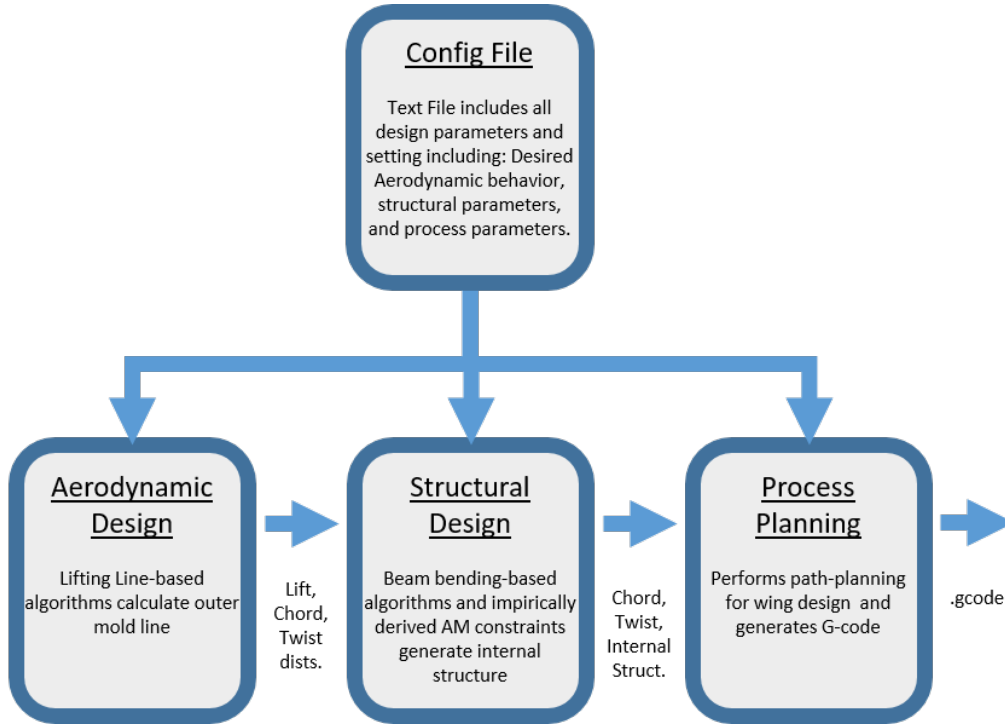 Config File
Text File includes all
design parameters and
setting including: Desired
Aerodynamic behavior,
structural parameters,
and process parameters.
Aerodynamic
Design
Lifting Line-based
algorithms calculate outer
mold line
Lift,
Chord,
Twist
dists.
Structural
Design
Beam bending-based
algorithms and impirically
derived AM constraints
generate internal
structure
Chord,
Twist,
Internal
Struct.
Process
Planning
Performs path-planning
for wing design and
generates G-code
.gcode